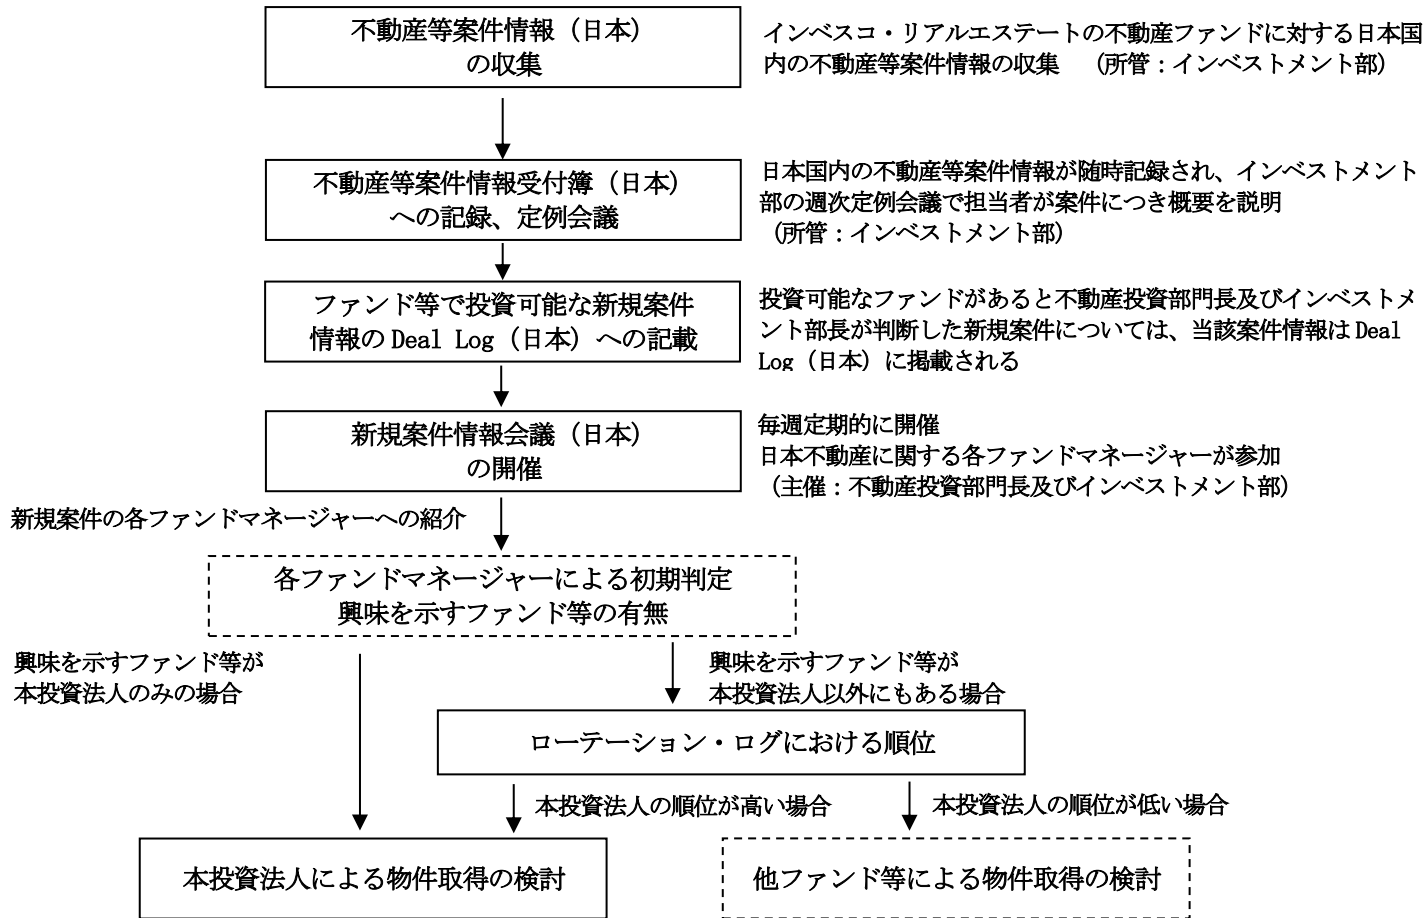 不動産等案件情報（日本）
の収集
インベスコ・リアルエステートの不動産ファンドに対する日本国
内の不動産等案件情報の収集　（所管：インベストメント部）
不動産等案件情報受付簿（日本）
への記録、定例会議
日本国内の不動産等案件情報が随時記録され、インベストメント
部の週次定例会議で担当者が案件につき概要を説明
（所管：インベストメント部）
ファンド等で投資可能な新規案件
情報の Deal Log（日本）への記載
投資可能なファンドがあると不動産投資部門長及びインベストメ
ント部長が判断した新規案件については、当該案件情報は Deal
Log（日本）に掲載される
新規案件情報会議（日本）
の開催
毎週定期的に開催
日本不動産に関する各ファンドマネージャーが参加
（主催：不動産投資部門長及びインベストメント部）
新規案件の各ファンドマネージャーへの紹介
各ファンドマネージャーによる初期判定
興味を示すファンド等の有無
興味を示すファンド等が
本投資法人のみの場合
興味を示すファンド等が
本投資法人以外にもある場合
ローテーション・ログにおける順位
本投資法人の順位が高い場合
本投資法人の順位が低い場合
本投資法人による物件取得の検討
他ファンド等による物件取得の検討